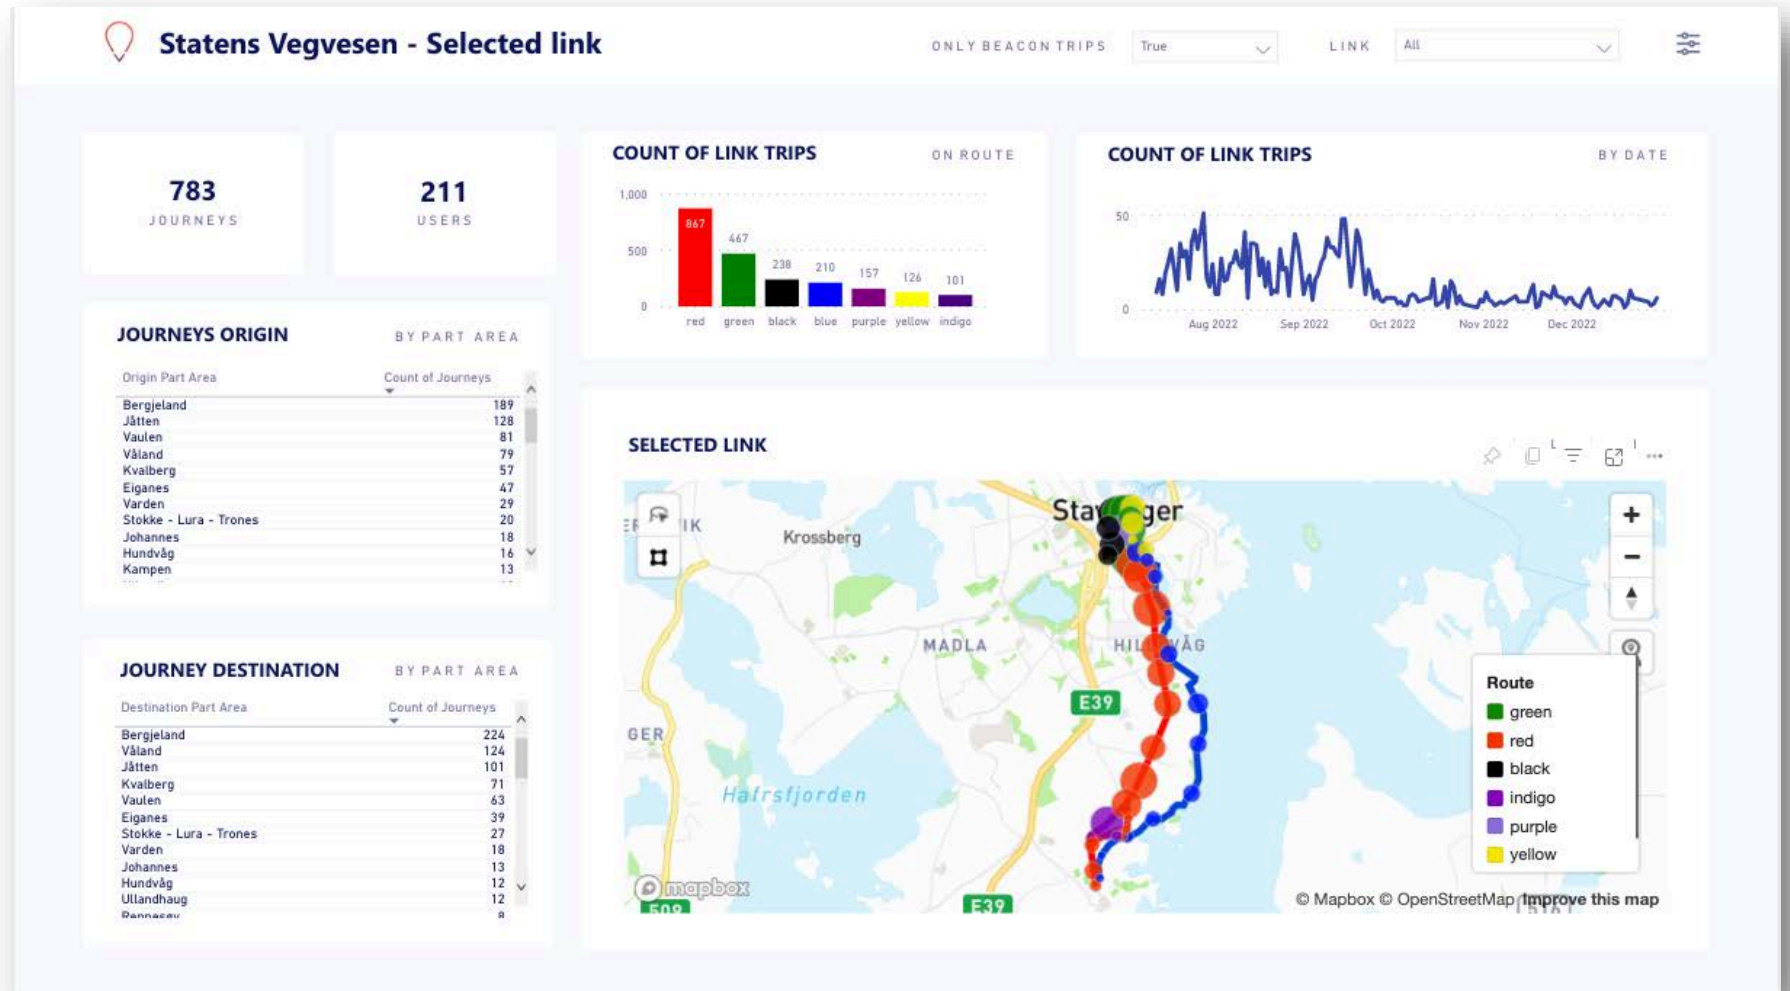 Statens Vegvesen - Selected link
ONLY BEACON TRIPS
True
LINK
All
783
JOURNEYS
211
USERS
COUNT OF LINK TRIPS
ON ROUTE
1,000
500
0
867
467
238
210
157
126
101
red green black blue purple yellow indigo
COUNT OF LINK TRIPS
BY DATE
50
0
Aug 2022 Sep 2022 Oct 2022 Nov 2022 Dec 2022
JOURNEYS ORIGIN
BY PART AREA
Origin Part Area Count of Journeys
Bergjeland 189
Jåtten 128
Vaulen 81
Våland 79
Kvalberg 57
Eiganes 47
Varden 29
Stokke - Lura - Trones 20
Johannes 18
Hundvåg 16
Kampen 13
JOURNEY DESTINATION
BY PART AREA
Destination Part Area Count of Journeys
Bergjeland 224
Våland 124
Jåtten 101
Kvalberg 71
Vaulen 63
Eiganes 39
Stokke - Lura - Trones 27
Varden 18
Johannes 13
Hundvåg 12
Ullandhaug 12
Rennesøy 8
SELECTED LINK
Krossberg
MADLA
E39
GER
Hafrsfjorden
mapbox
509
E39
Route
green
red
black
indigo
purple
yellow
© Mapbox © OpenStreetMap Improve this map